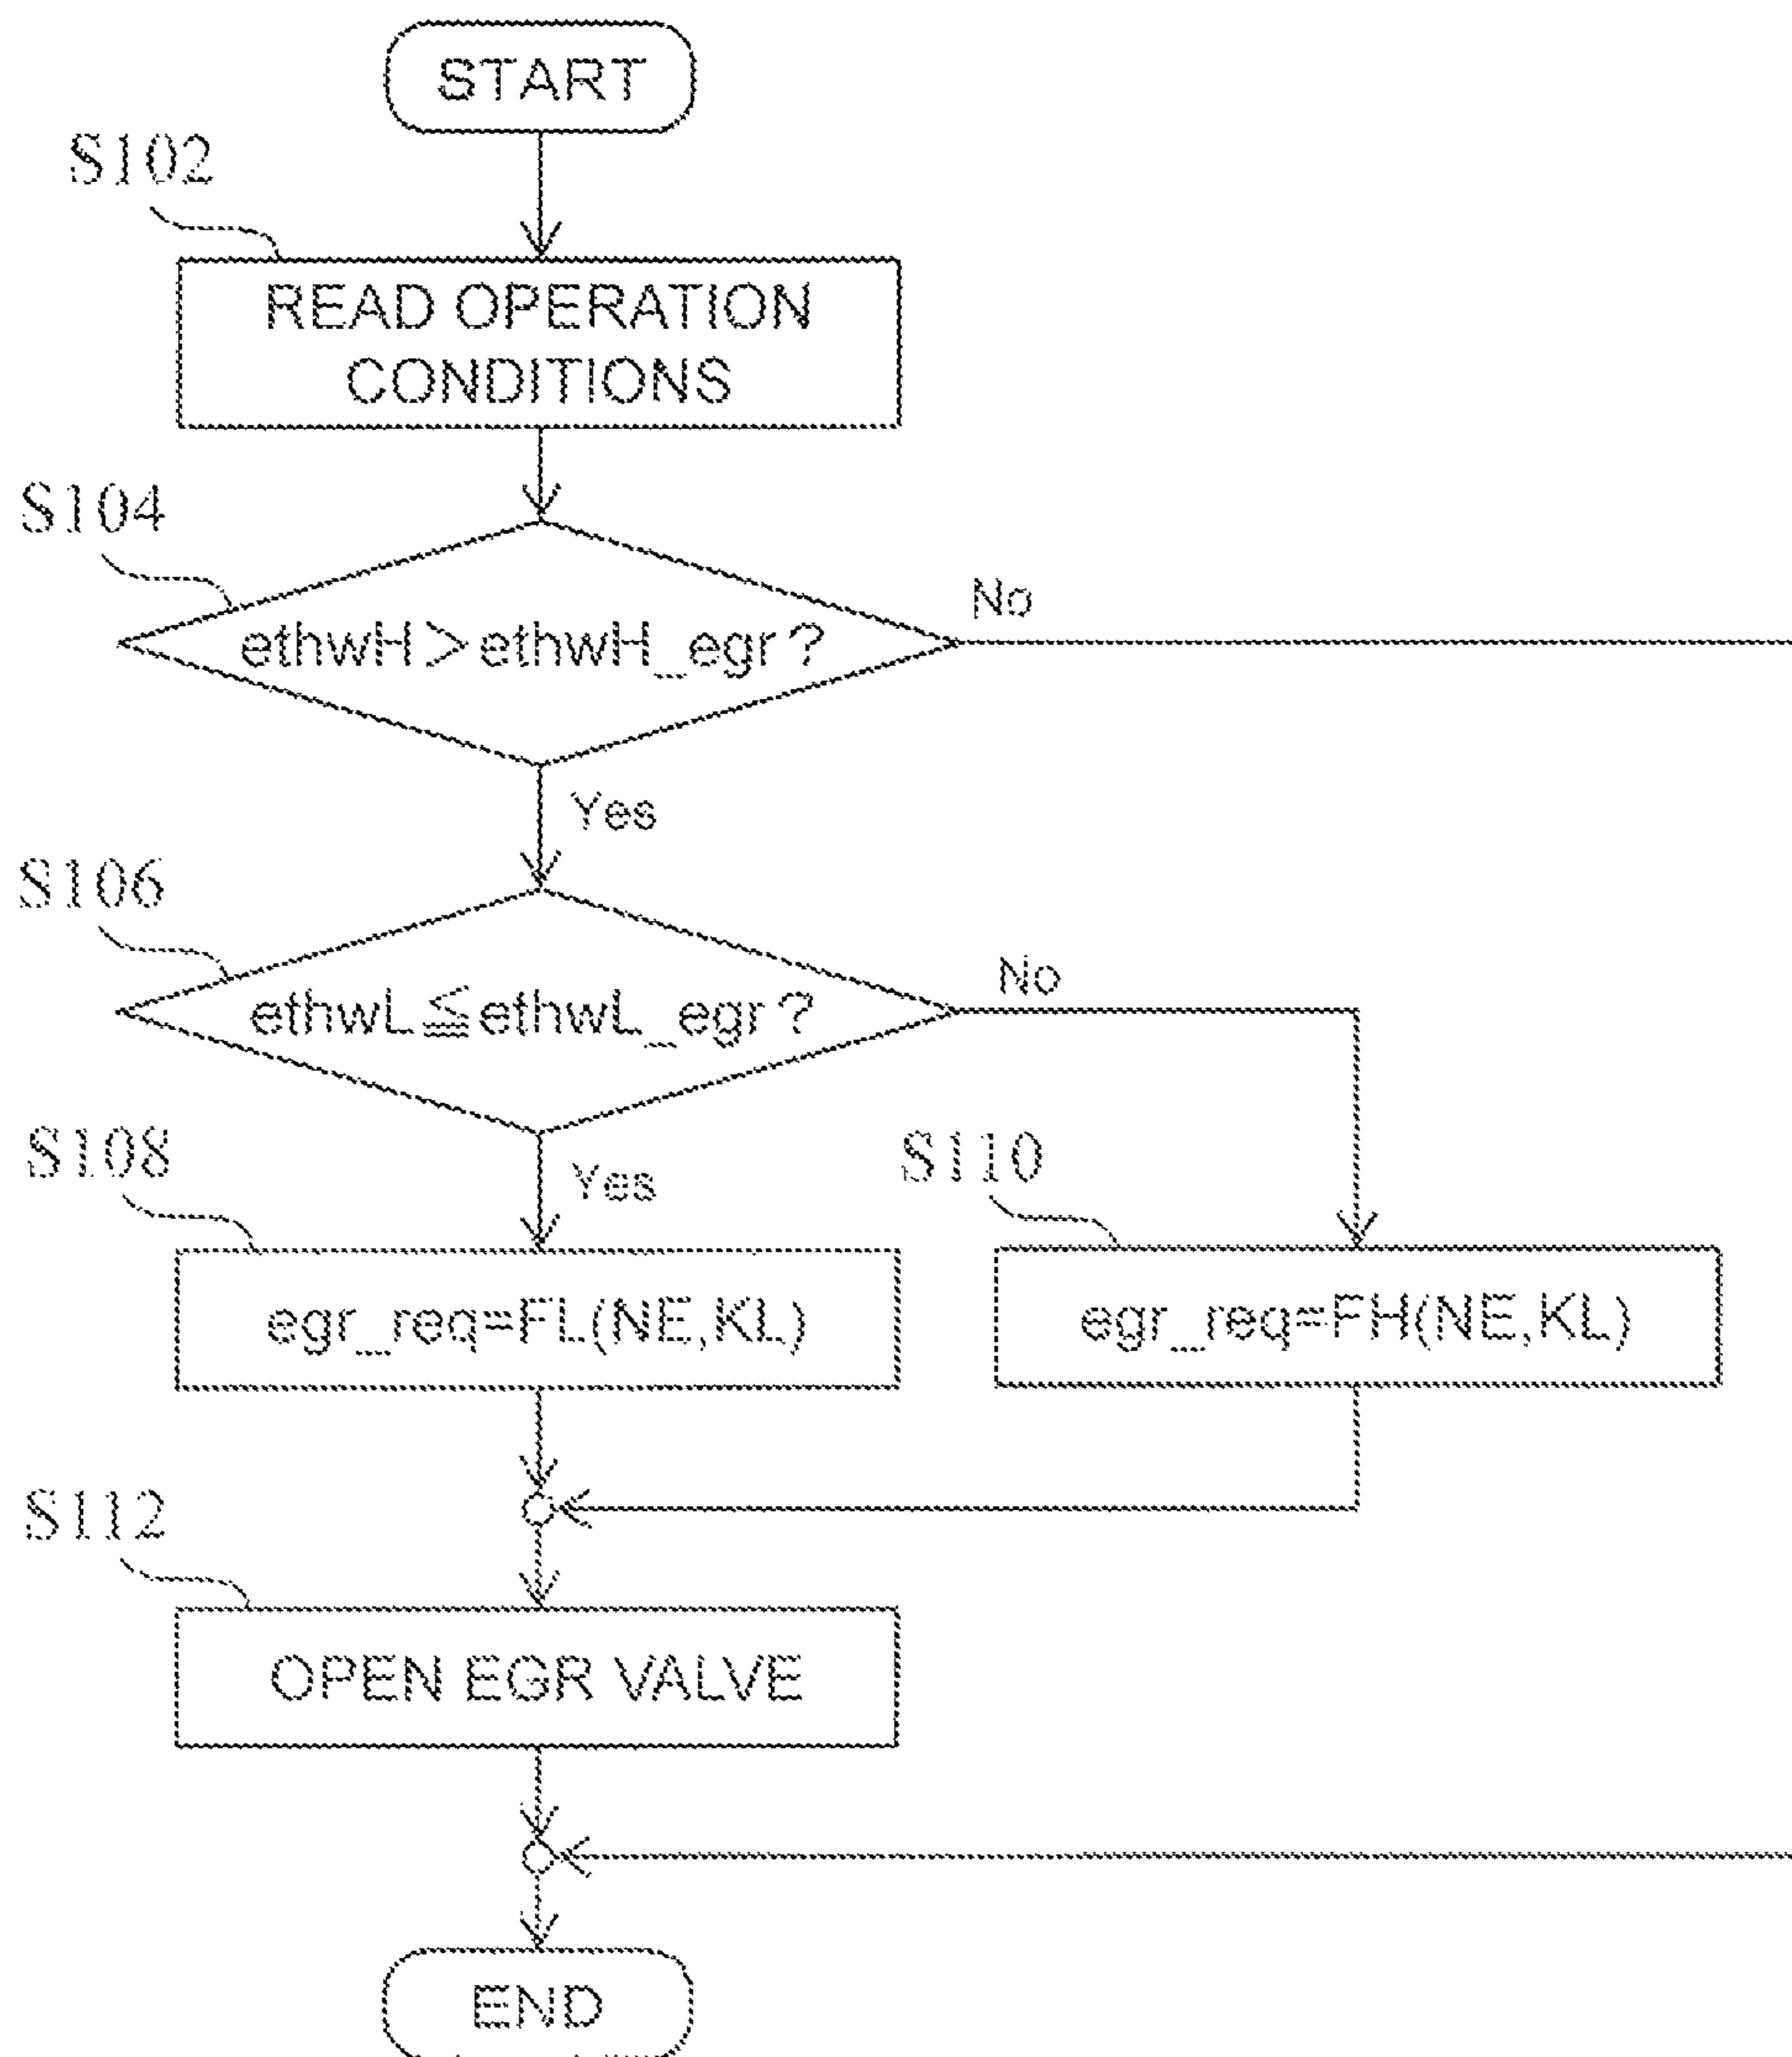 START
S102
READ OPERATION
CONDITIONS
S104
ethwH＞ethwH_egr？
No
Yes
S106
ethwL≦ethwL_egr？
No
Yes
S108
egr_req=FL(NE,KL)
S110
egr_req=FH(NE,KL)
S112
OPEN EGR VALVE
END